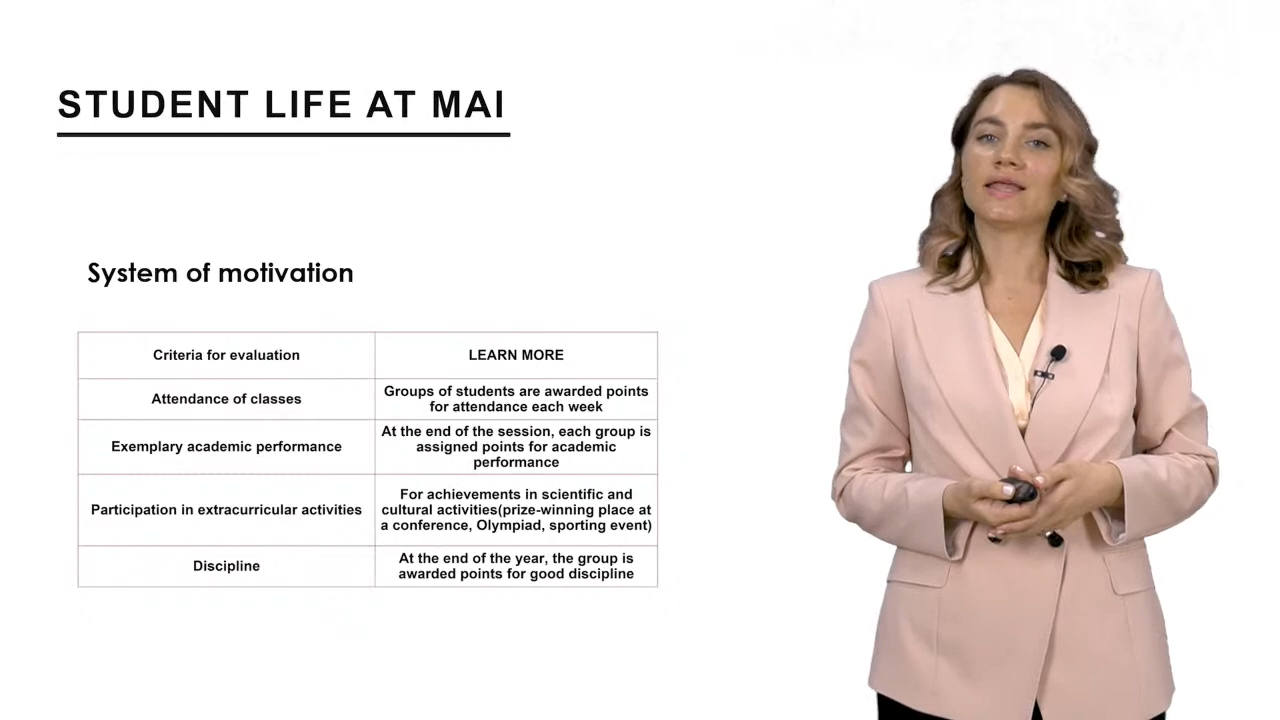 STUDENT LIFE AT MAI
System of motivation
Criteria for evaluation
LEARN MORE
Attendance of classes
Groups of students are awarded points
for attendance each week
Exemplary academic performance
At the end of the session, each group is
assigned points for academic
performance
Participation in extracurricular activities
For achievements in scientific and
cultural activities(prize-winning place at
a conference, Olympiad, sporting event)
Discipline
At the end of the year, the group is
awarded points for good discipline